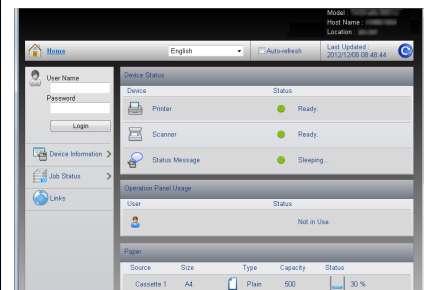 Model :
Host Name :
Location :
Home
English
Auto-refresh
Last Updated :
2012/12/08 08:48:44
User Name
Password
Login
Device Information
Job Status
Links
Device Status
Device Status
Printer Ready.
Scanner Ready.
Status Message Sleeping...
Operation Panel Usage
User Status
Not in Use.
Paper
Source Size Type Capacity Status
Cassette 1 A4 Plain 500 30 %